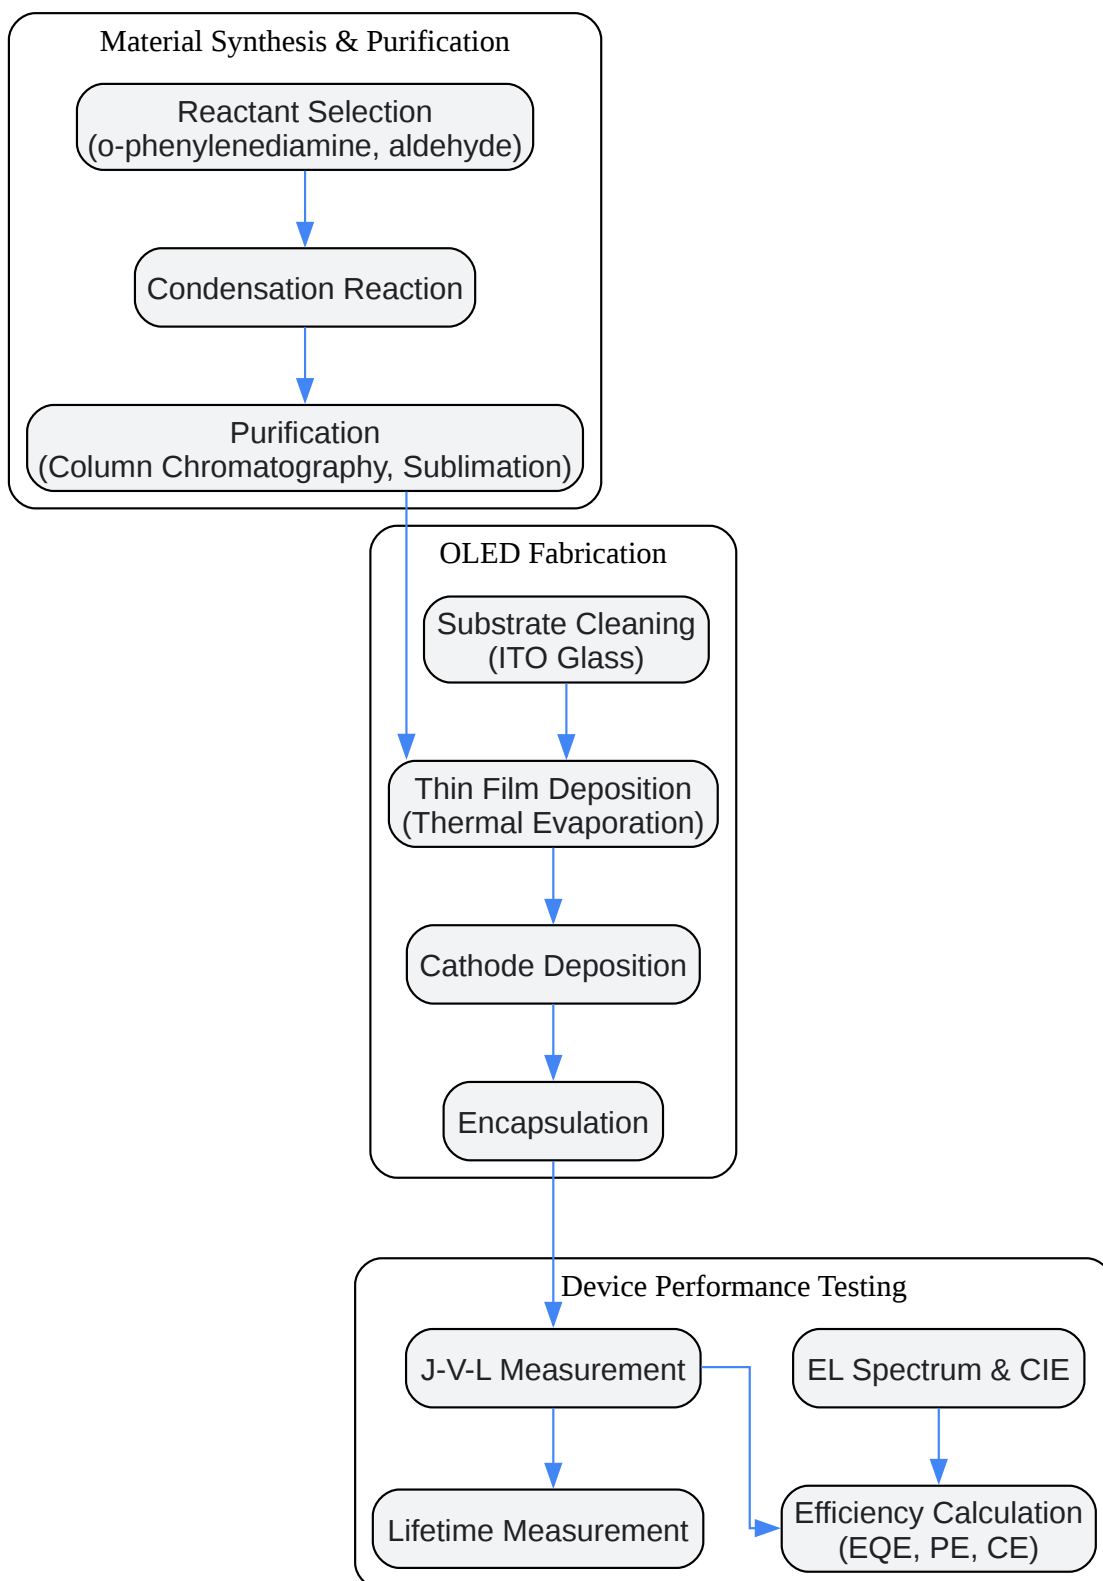 Material Synthesis & Purification
Reactant Selection
(o-phenylenediamine, aldehyde)
Condensation Reaction
Purification
(Column Chromatography, Sublimation)
OLED Fabrication
Substrate Cleaning
(ITO Glass)
Thin Film Deposition
(Thermal Evaporation)
Cathode Deposition
Encapsulation
Device Performance Testing
J-V-L Measurement
EL Spectrum & CIE
Lifetime Measurement
Efficiency Calculation
(EQE, PE, CE)